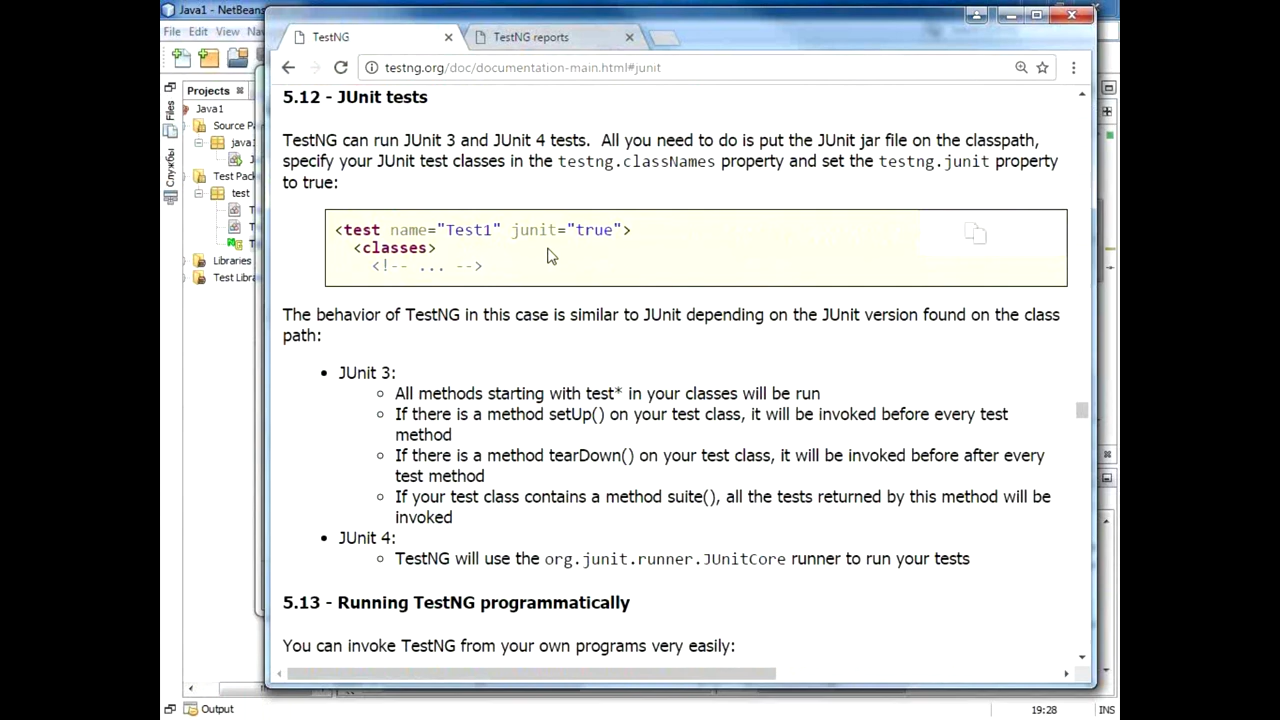 Java1 - NetBeans
File Edit View Nav
Projects
Files
Службы
Java1
Source Pa
java
Test Pack
test
Libraries
Test Librar
TestNG
TestNG reports
testng.org/doc/documentation-main.html#junit
5.12 - JUnit tests
TestNG can run JUnit 3 and JUnit 4 tests.  All you need to do is put the JUnit jar file on the classpath,
specify your JUnit test classes in the testng.classNames property and set the testng.junit property
to true:
<test name="Test1" junit="true">
<classes>
<!-- ... -->
The behavior of TestNG in this case is similar to JUnit depending on the JUnit version found on the class
path:
• JUnit 3:
○ All methods starting with test* in your classes will be run
○ If there is a method setUp() on your test class, it will be invoked before every test
method
○ If there is a method tearDown() on your test class, it will be invoked before after every
test method
○ If your test class contains a method suite(), all the tests returned by this method will be
invoked
• JUnit 4:
○ TestNG will use the org.junit.runner.JUnitCore runner to run your tests
5.13 - Running TestNG programmatically
You can invoke TestNG from your own programs very easily:
Output
19:28 INS